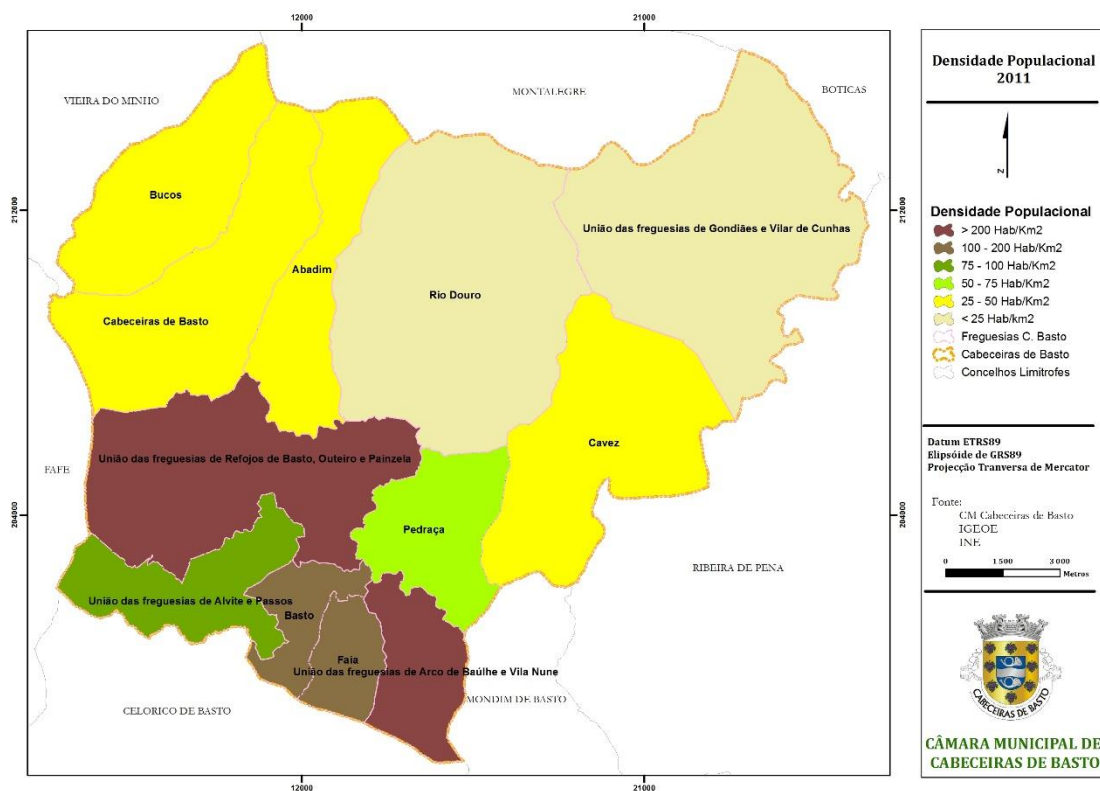 12000
21000
VIEIRA DO MINHO
MONTALEGRE
BOTICAS
Bucos
212000
212000
União das freguesias de Gondiães e Vilar de Cunhas
Abadim
Rio Douro
Cabeceiras de Basto
Cavez
União das freguesias de Refojos de Basto, Outeiro e Painzela
FAFE
204000
204000
Pedraça
RIBEIRA DE PENA
União das freguesias de Alvite e Passos
Basto
Faia
União das freguesias de Arco de Baúlhe e Vila Nune
CELORICO DE BASTO
MONDIM DE BASTO
12000
21000
Densidade Populacional
2011
N
Densidade Populacional
> 200 Hab/Km2
100 - 200 Hab/Km2
75 - 100 Hab/Km2
50 - 75 Hab/Km2
25 - 50 Hab/Km2
< 25 Hab/km2
Freguesias C. Basto
Cabeceiras de Basto
Concelhos Limitrofes
Datum ETRS89
Elipsóide de GRS89
Projecção Tranversa de Mercator
Fonte:
CM Cabeceiras de Basto
IGEOE
INE
0 1 500 3 000
Metros
CABECEIRAS DE BASTO
CÂMARA MUNICIPAL DE
CABECEIRAS DE BASTO